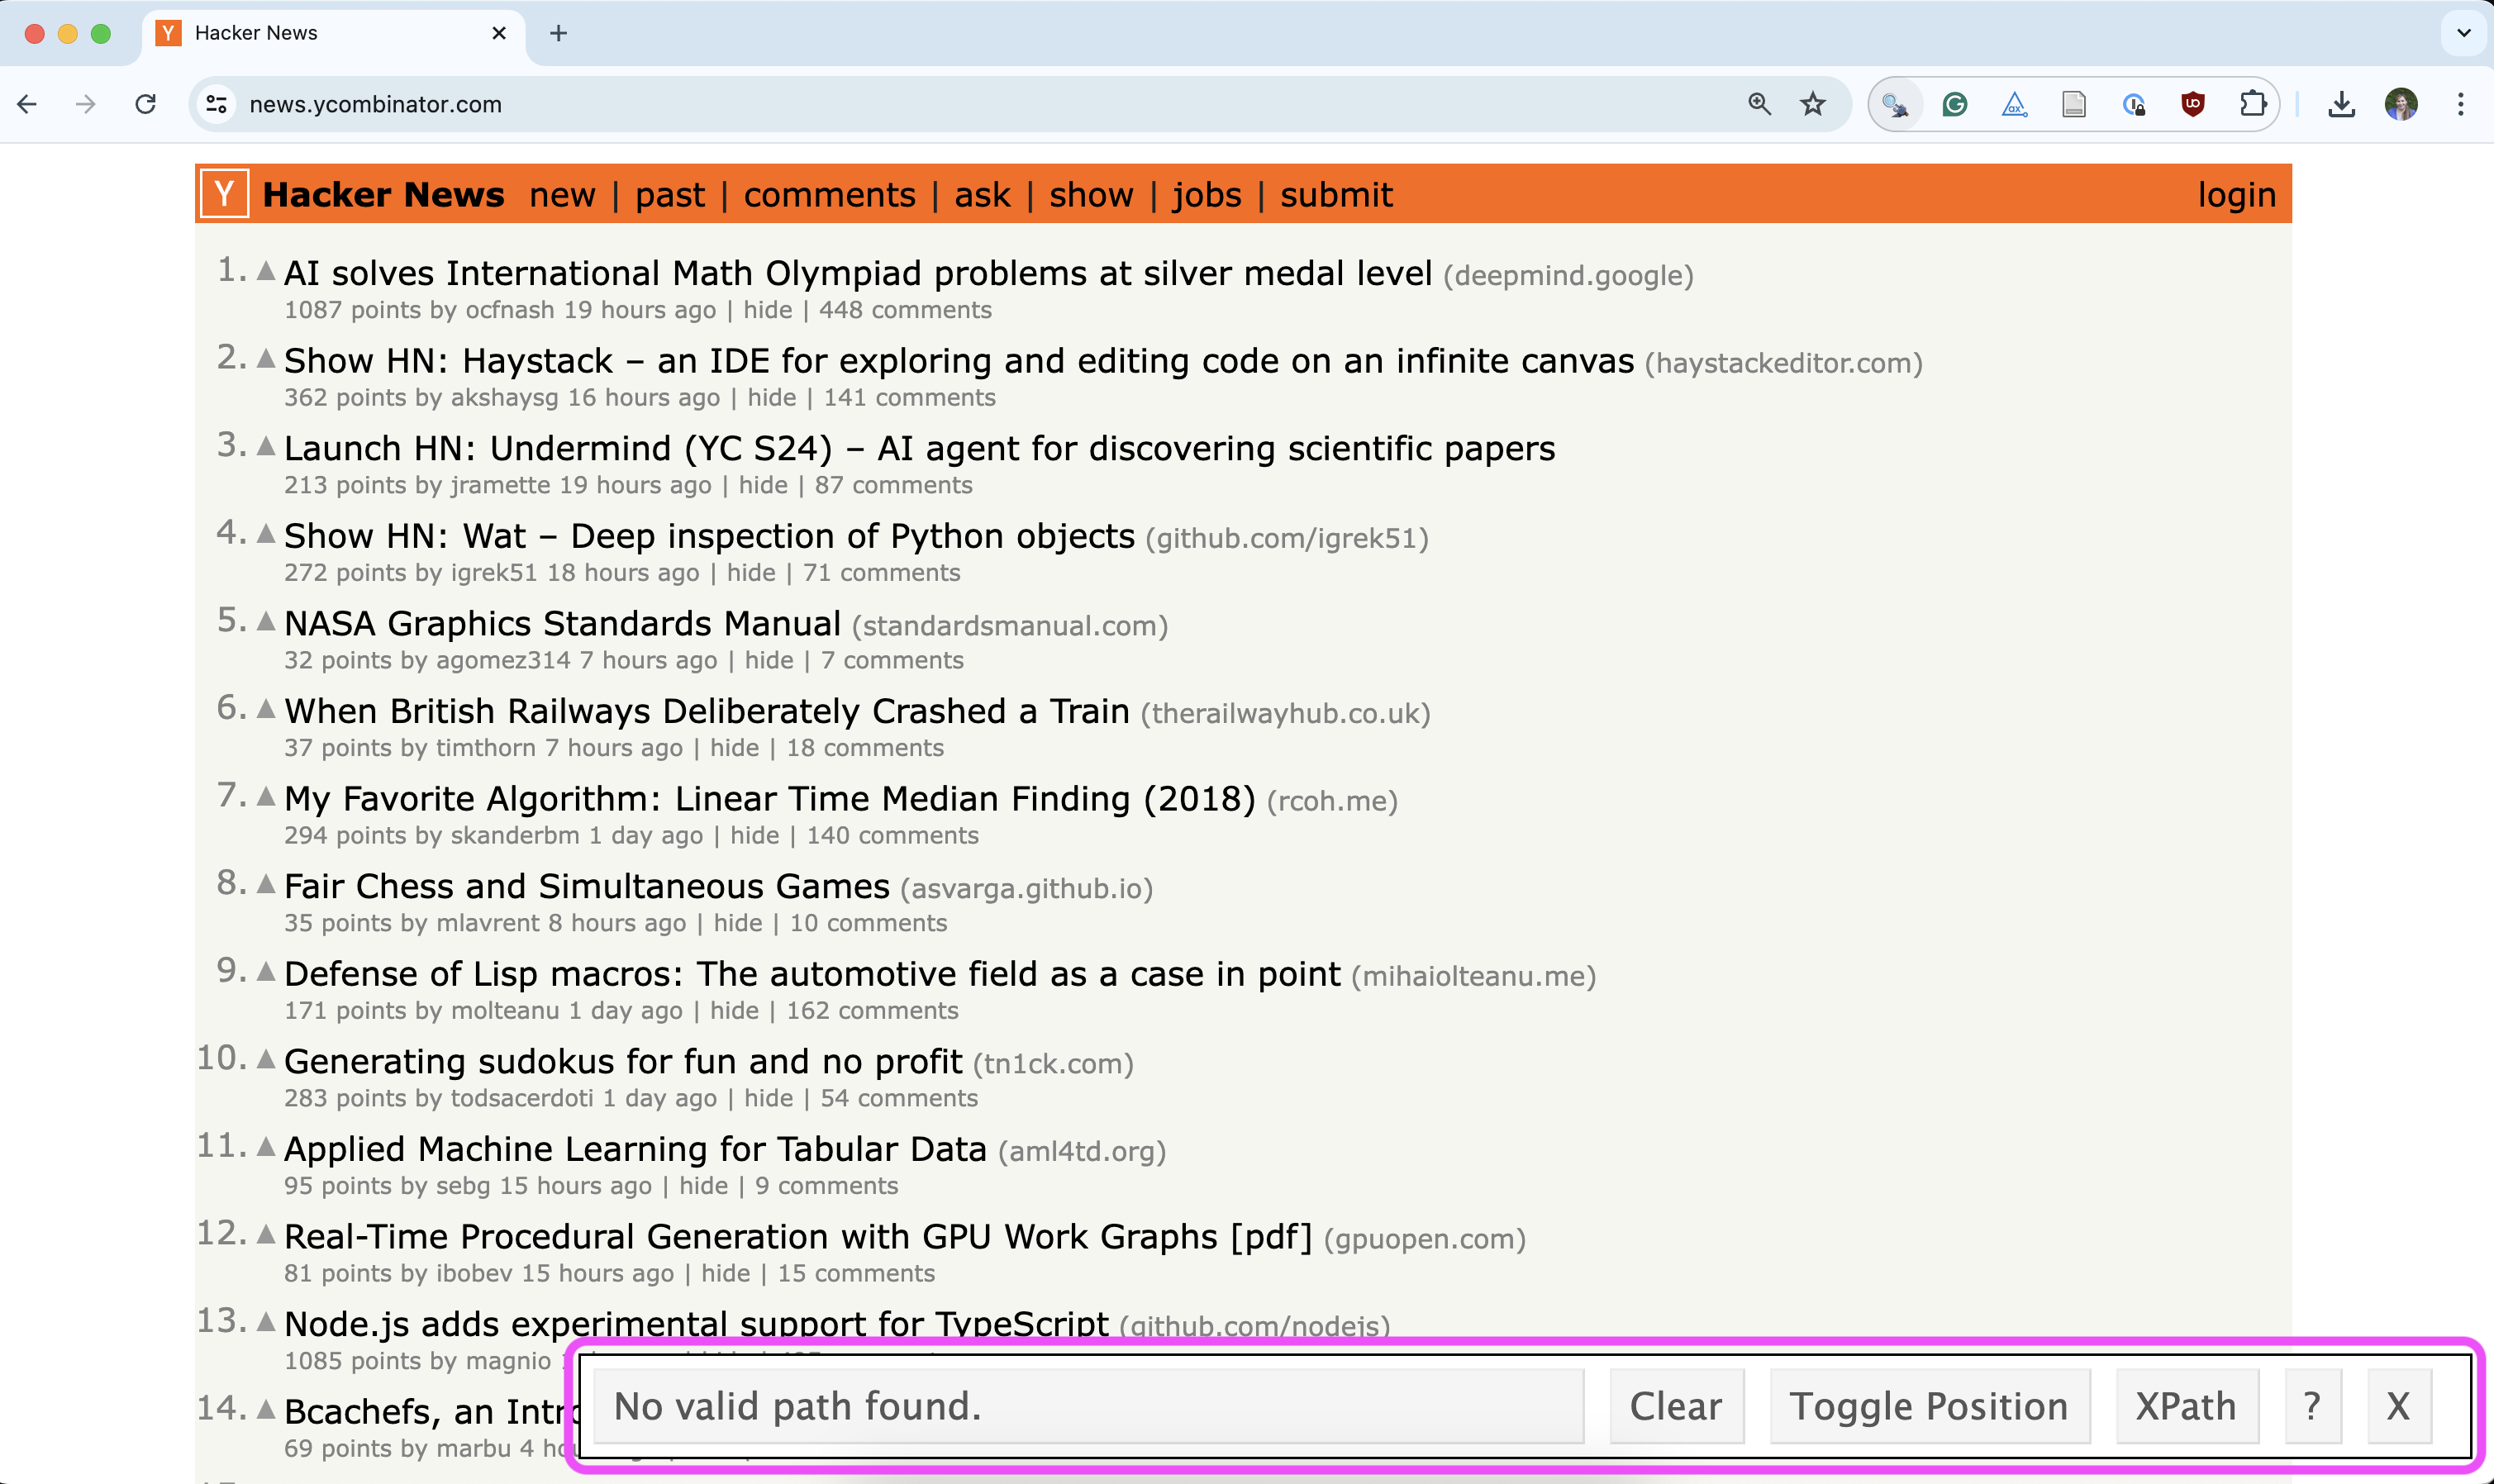 Hacker News
news.ycombinator.com
Y Hacker News new | past | comments | ask | show | jobs | submit login
1. AI solves International Math Olympiad problems at silver medal level (deepmind.google)
1087 points by ocfnash 19 hours ago | hide | 448 comments
2. Show HN: Haystack – an IDE for exploring and editing code on an infinite canvas (haystackeditor.com)
362 points by akshaysg 16 hours ago | hide | 141 comments
3. Launch HN: Undermind (YC S24) – AI agent for discovering scientific papers
213 points by jramette 19 hours ago | hide | 87 comments
4. Show HN: Wat – Deep inspection of Python objects (github.com/igrek51)
272 points by igrek51 18 hours ago | hide | 71 comments
5. NASA Graphics Standards Manual (standardsmanual.com)
32 points by agomez314 7 hours ago | hide | 7 comments
6. When British Railways Deliberately Crashed a Train (therailwayhub.co.uk)
37 points by timthorn 7 hours ago | hide | 18 comments
7. My Favorite Algorithm: Linear Time Median Finding (2018) (rcoh.me)
294 points by skanderbm 1 day ago | hide | 140 comments
8. Fair Chess and Simultaneous Games (asvarga.github.io)
35 points by mlavrent 8 hours ago | hide | 10 comments
9. Defense of Lisp macros: The automotive field as a case in point (mihaiolteanu.me)
171 points by molteanu 1 day ago | hide | 162 comments
10. Generating sudokus for fun and no profit (tn1ck.com)
283 points by todsacerdoti 1 day ago | hide | 54 comments
11. Applied Machine Learning for Tabular Data (aml4td.org)
95 points by sebg 15 hours ago | hide | 9 comments
12. Real-Time Procedural Generation with GPU Work Graphs [pdf] (gpuopen.com)
81 points by ibobev 15 hours ago | hide | 15 comments
13. Node.js adds experimental support for TypeScript (github.com/nodejs)
1085 points by magnio
14. Bcachefs, an
69 points by marbu 4
No valid path found. Clear Toggle Position XPath ? X